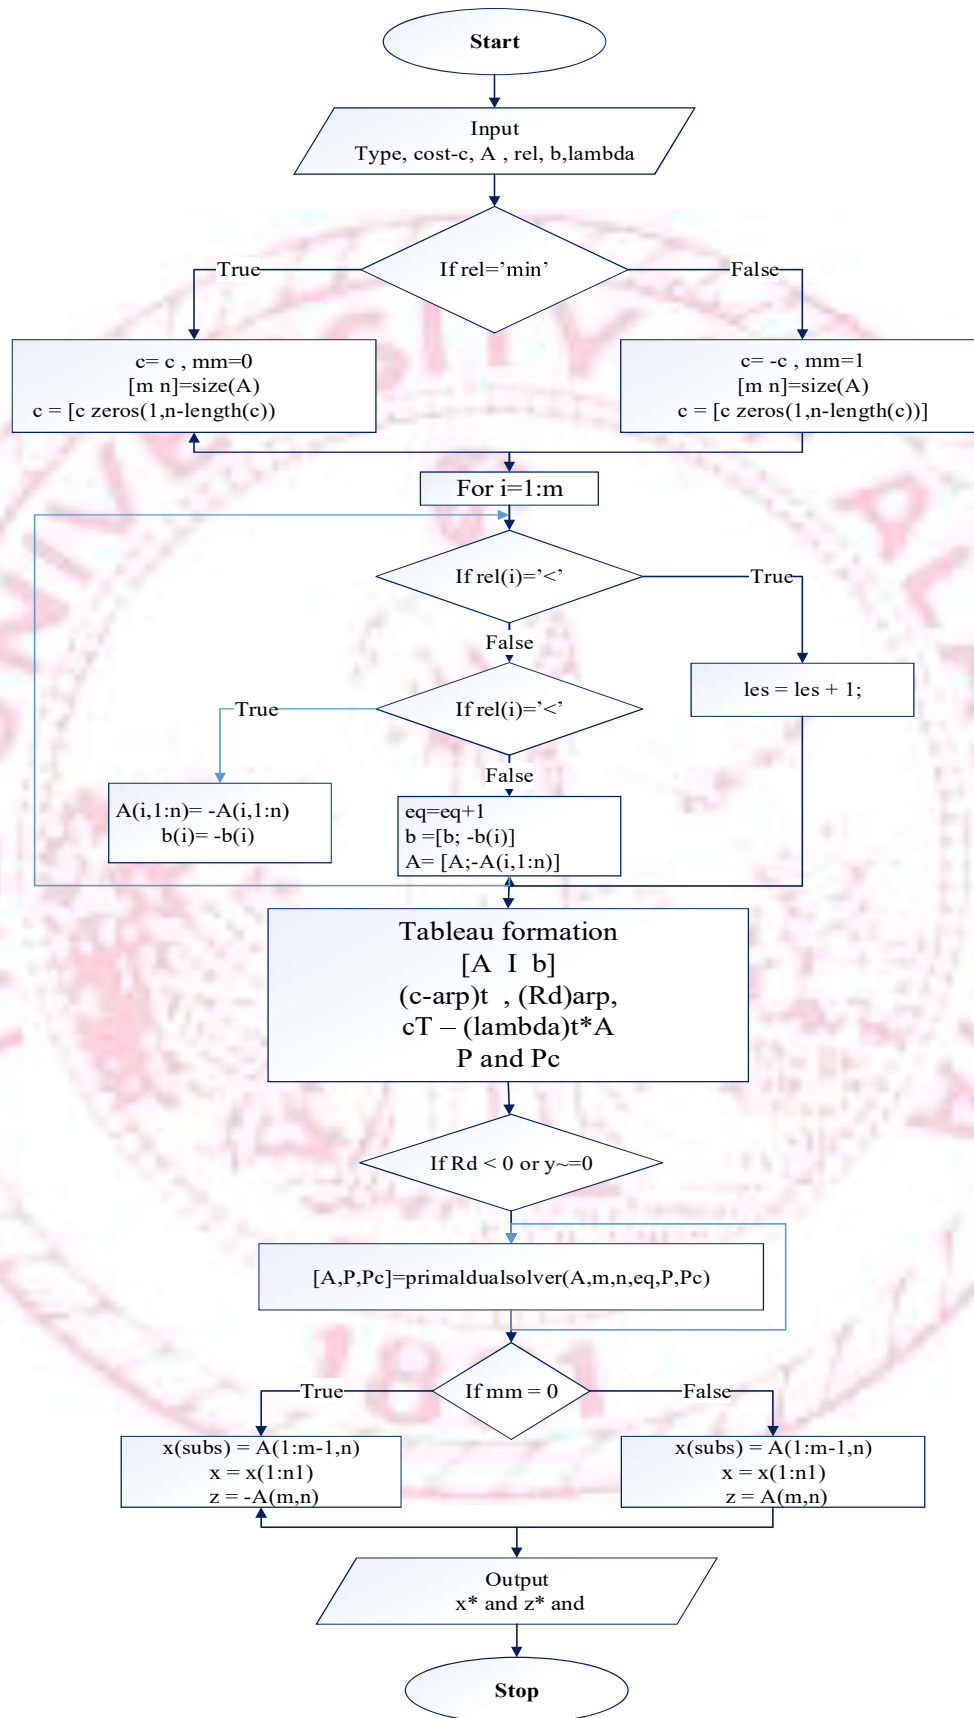 Start
Input
Type, cost-c, A , rel, b,lambda
If rel=’min’
True
False
c= c , mm=0
[m n]=size(A)
c = [c zeros(1,n-length(c))
c= -c , mm=1
[m n]=size(A)
c = [c zeros(1,n-length(c))]
For i=1:m
If rel(i)=’<’
True
False
les = les + 1;
If rel(i)=’<’
True
False
A(i,1:n)= -A(i,1:n)
b(i)= -b(i)
eq=eq+1
b =[b; -b(i)]
A= [A;-A(i,1:n)]
Tableau formation
[A I b]
(c-arp)t , (Rd)arp,
cT – (lambda)t*A
P and Pc
If Rd < 0 or y~=0
[A,P,Pc]=primaldualsolver(A,m,n,eq,P,Pc)
If mm = 0
True
False
x(subs) = A(1:m-1,n)
x = x(1:n1)
z = -A(m,n)
x(subs) = A(1:m-1,n)
x = x(1:n1)
z = A(m,n)
Output
x* and z* and
Stop